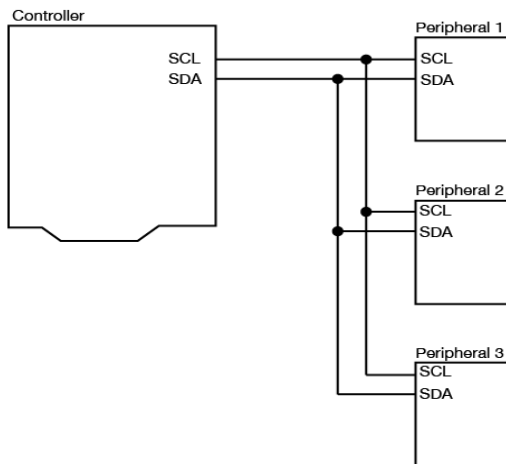 Controller
SCL
SDA
Peripheral 1
SCL
SDA
Peripheral 2
SCL
SDA
Peripheral 3
SCL
SDA